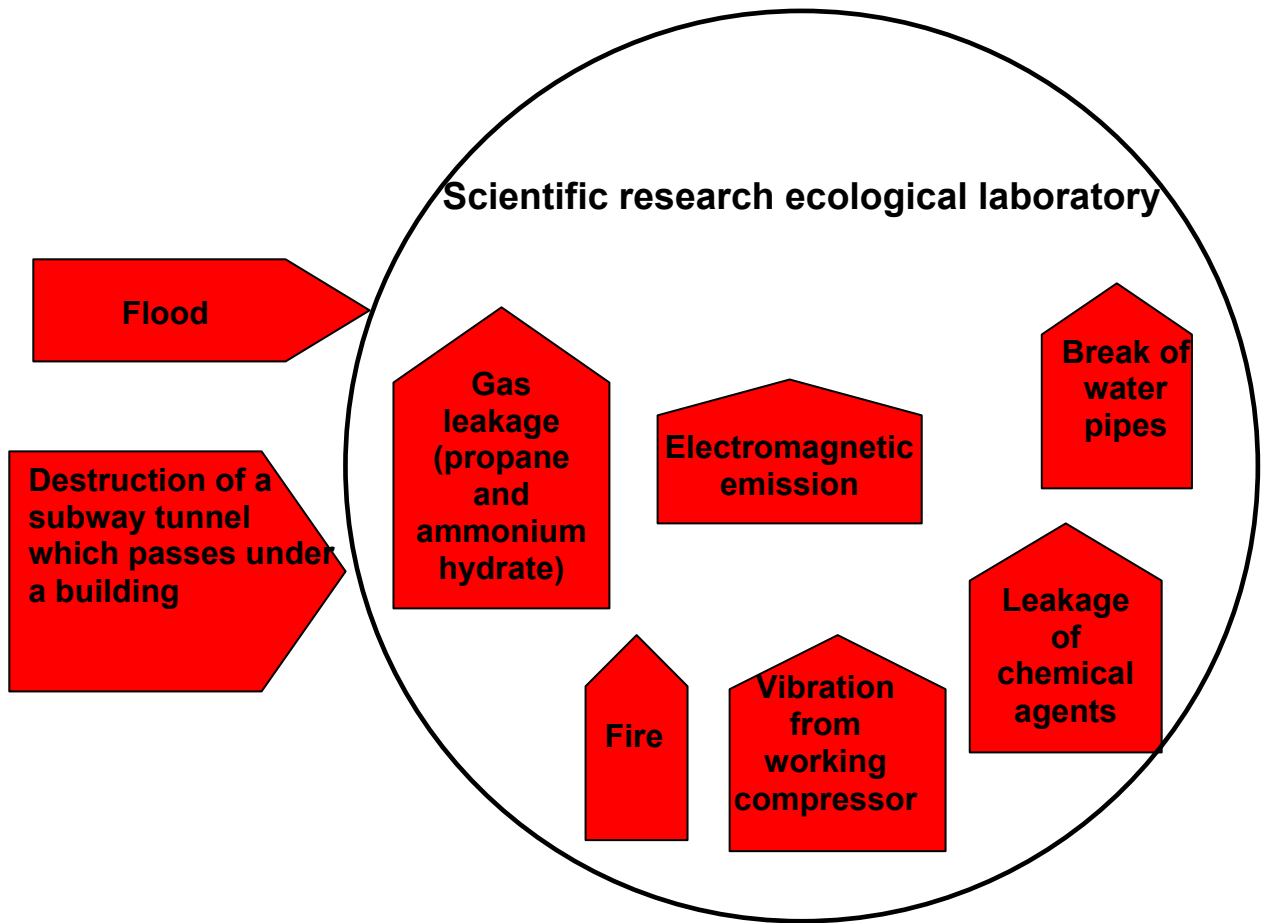 Scientific research ecological laboratory
Flood
Destruction of a
subway tunnel
which passes under
a building
Gas
leakage
(propane
and
ammonium
hydrate)
Electromagnetic
emission
Break of
water
pipes
Fire
Vibration
from
working
compressor
Leakage
of
chemical
agents